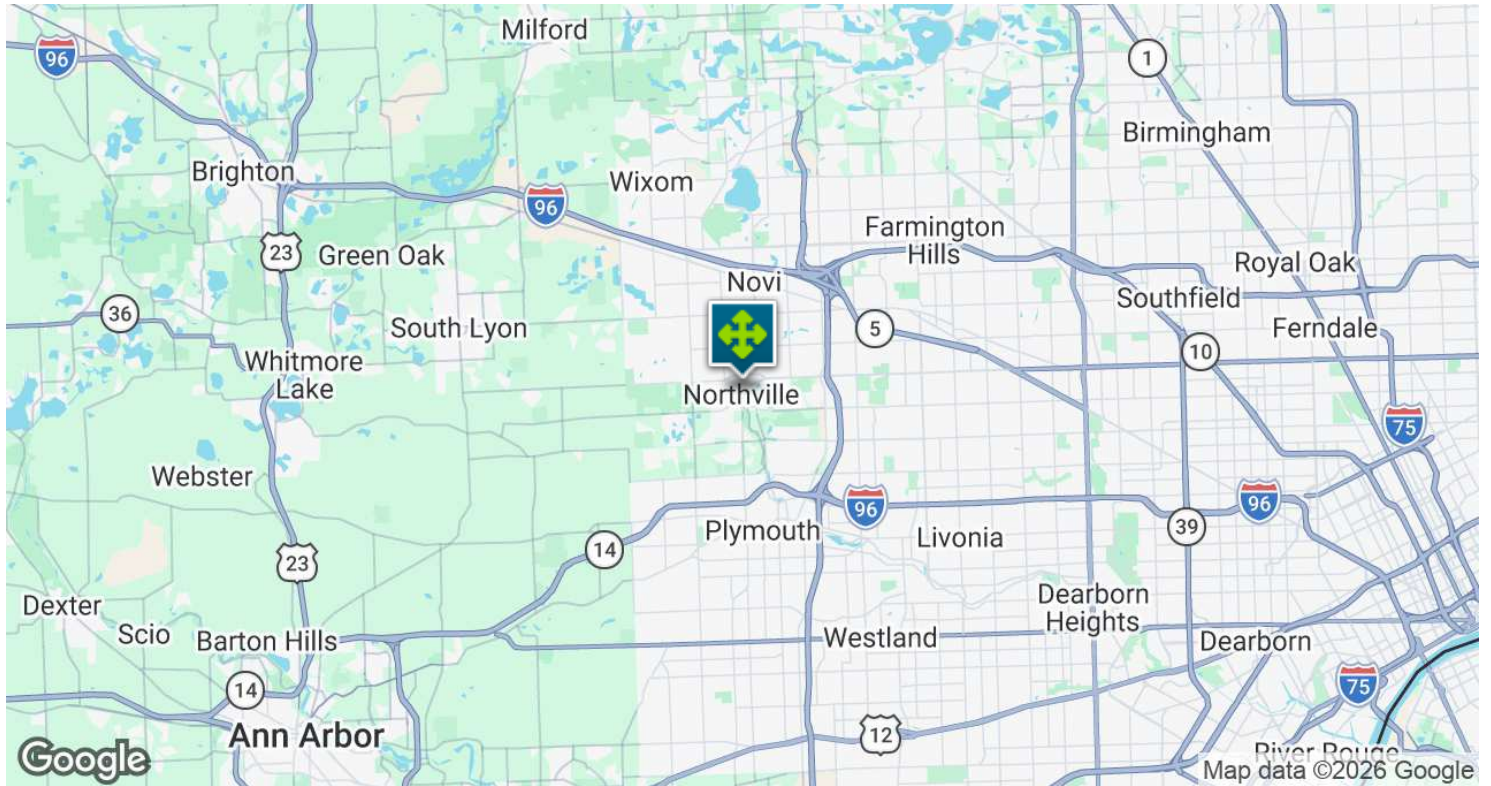 Milford
96
1
Birmingham
Brighton
Wixom
96
Farmington
Hills
23
Green Oak
Royal Oak
Novi
Southfield
36
South Lyon
5
Ferndale
10
Whitmore
Lake
Northville
75
Webster
96
96
Plymouth
Livonia
39
14
23
Dearborn
Heights
Dexter
Scio
Barton Hills
Westland
Dearborn
14
75
Ann Arbor
12
River Rouge
Google
Map data ©2026 Google